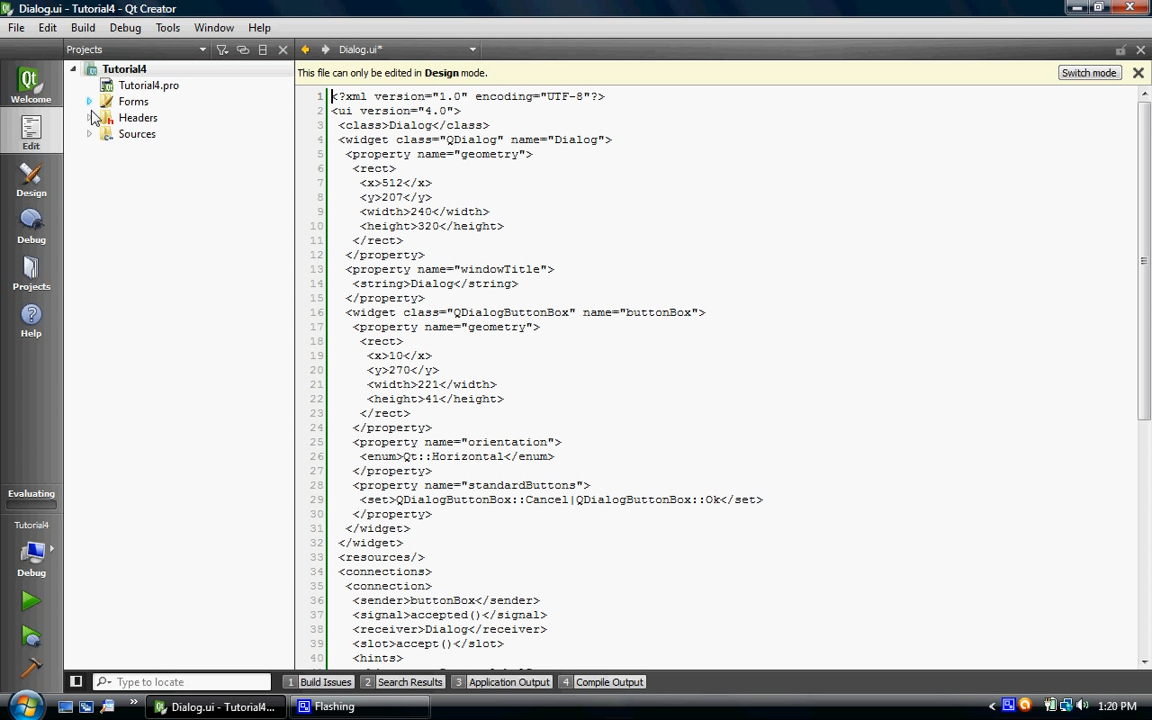 Dialog.ui - Tutorial4 - Qt Creator
File Edit Build Debug Tools Window Help
Projects
Dialog.ui*
Welcome
Edit
Design
Debug
Projects
Help
Evaluating
Tutorial4
Debug
Tutorial4
Tutorial4.pro
Forms
Headers
Sources
This file can only be edited in Design mode.
Switch mode
1 <?xml version="1.0" encoding="UTF-8"?>
2 <ui version="4.0">
3 <class>Dialog</class>
4 <widget class="QDialog" name="Dialog">
5 <property name="geometry">
6 <rect>
7 <x>512</x>
8 <y>207</y>
9 <width>240</width>
10 <height>320</height>
11 </rect>
12 </property>
13 <property name="windowTitle">
14 <string>Dialog</string>
15 </property>
16 <widget class="QDialogButtonBox" name="buttonBox">
17 <property name="geometry">
18 <rect>
19 <x>10</x>
20 <y>270</y>
21 <width>221</width>
22 <height>41</height>
23 </rect>
24 </property>
25 <property name="orientation">
26 <enum>Qt::Horizontal</enum>
27 </property>
28 <property name="standardButtons">
29 <set>QDialogButtonBox::Cancel|QDialogButtonBox::Ok</set>
30 </property>
31 </widget>
32 </widget>
33 <resources/>
34 <connections>
35 <connection>
36 <sender>buttonBox</sender>
37 <signal>accepted()</signal>
38 <receiver>Dialog</receiver>
39 <slot>accept()</slot>
40 <hints>
Type to locate
1 Build Issues 2 Search Results 3 Application Output 4 Compile Output
Dialog.ui - Tutorial4... Flashing 1:20 PM